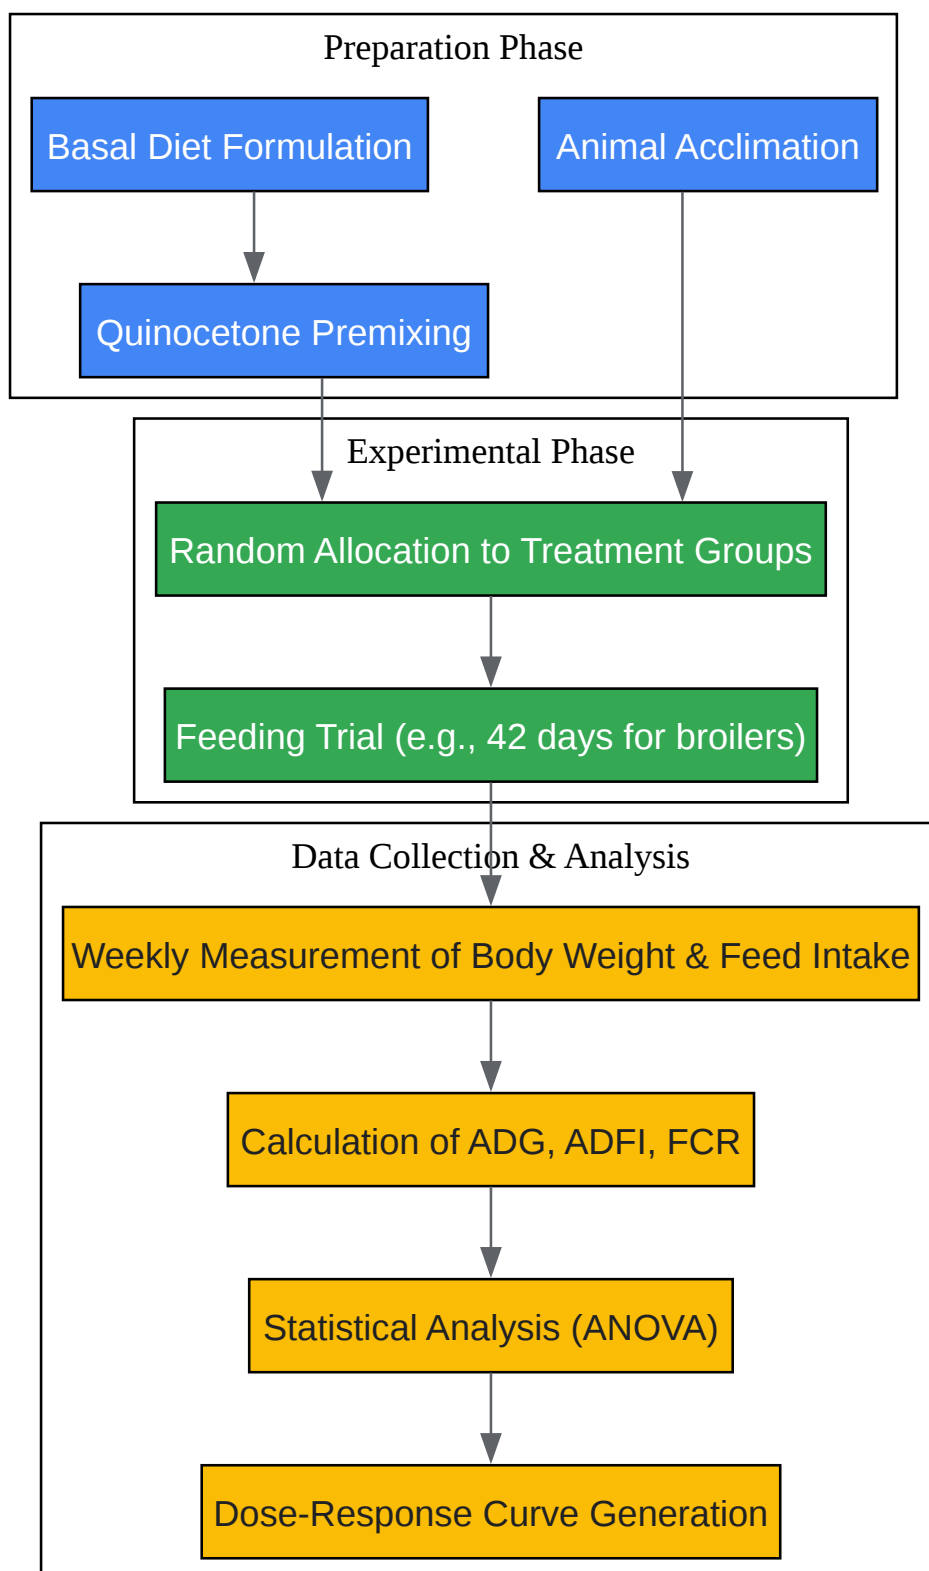 Preparation Phase
Basal Diet Formulation
Animal Acclimation
Quinocetone Premixing
Experimental Phase
Random Allocation to Treatment Groups
Feeding Trial (e.g., 42 days for broilers)
Data Collection & Analysis
Weekly Measurement of Body Weight & Feed Intake
Calculation of ADG, ADFI, FCR
Statistical Analysis (ANOVA)
Dose-Response Curve Generation